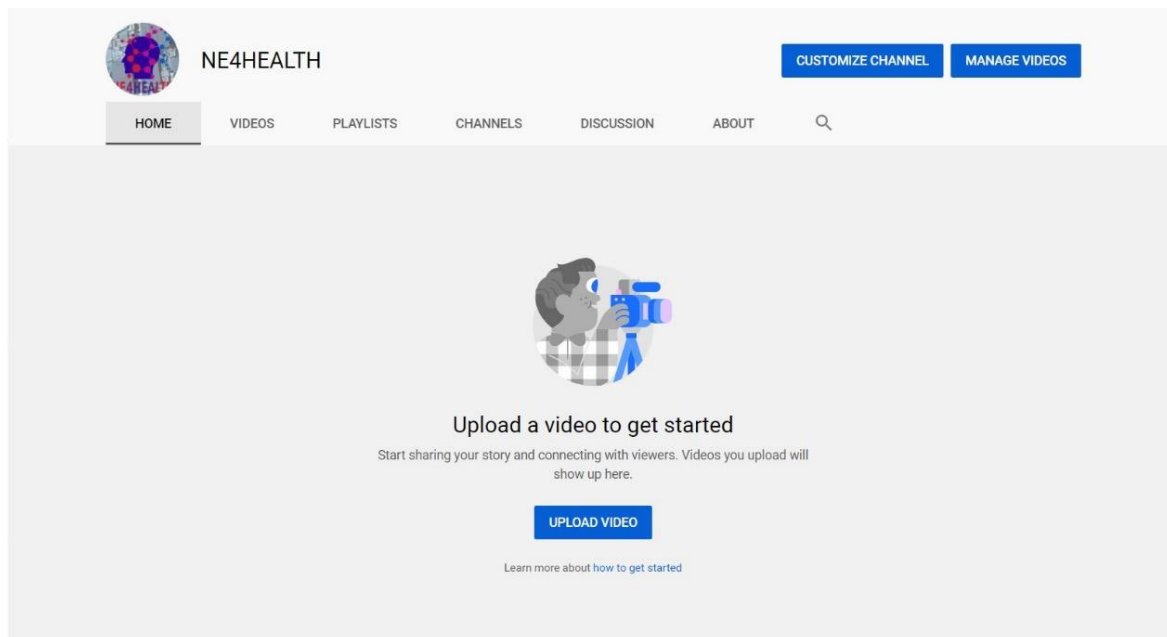 NE4HEALTH
CUSTOMIZE CHANNEL
MANAGE VIDEOS
NE4HEALTH
HOME
VIDEOS
PLAYLISTS
CHANNELS
DISCUSSION
ABOUT
Upload a video to get started
Start sharing your story and connecting with viewers. Videos you upload will
show up here.
UPLOAD VIDEO
Learn more about how to get started